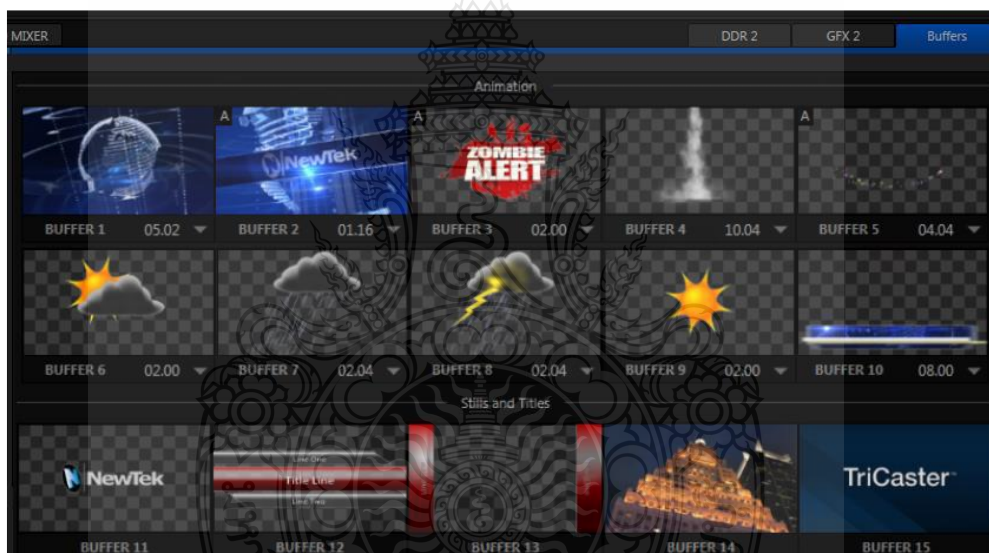 MIXER DDR 2 GFX 2 Buffers
Animation
A A A
NewTek
ZOMBIE
ALERT
BUFFER 1 05.02 BUFFER 2 01.16 BUFFER 3 02.00 BUFFER 4 10.04 BUFFER 5 04.04
BUFFER 6 02.00 BUFFER 7 02.04 BUFFER 8 02.04 BUFFER 9 02.00 BUFFER 10 08.00
Stills and Titles
NewTek
Line One
Title Line
Line Two
TriCaster™
BUFFER 11 BUFFER 12 BUFFER 13 BUFFER 14 BUFFER 15